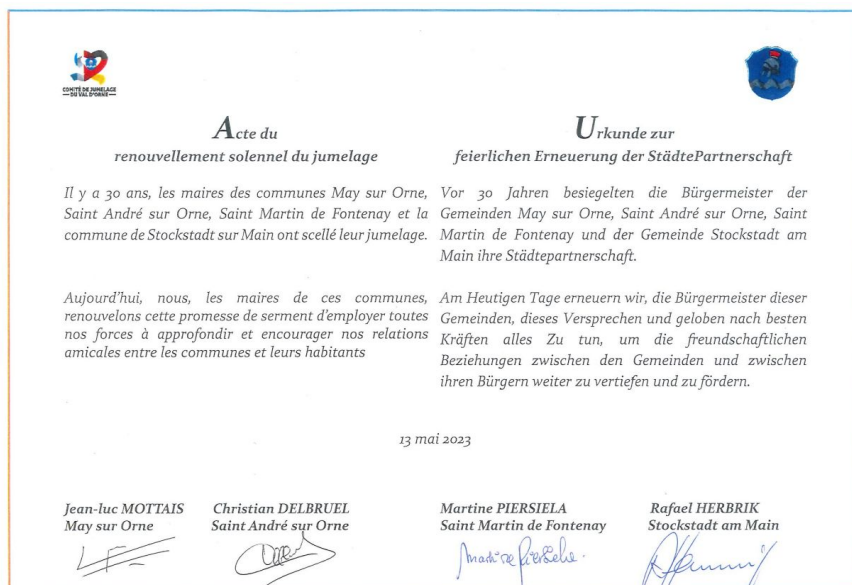 COMITÉ DE JUMELAGE
DU VAL D'ORNE
Acte du
renouvellement solennel du jumelage
Il y a 30 ans, les maires des communes May sur Orne,
Saint André sur Orne, Saint Martin de Fontenay et la
commune de Stockstadt sur Main ont scellé leur jumelage.
Aujourd'hui, nous, les maires de ces communes,
renouvelons cette promesse de serment d'employer toutes
nos forces à approfondir et encourager nos relations
amicales entre les communes et leurs habitants
Urkunde zur
feierlichen Erneuerung der StädtePartnerschaft
Vor 30 Jahren besiegelten die Bürgermeister der
Gemeinden May sur Orne, Saint André sur Orne, Saint
Martin de Fontenay und der Gemeinde Stockstadt am
Main ihre Städtepartnerschaft.
Am Heutigen Tage erneuern wir, die Bürgermeister dieser
Gemeinden, dieses Versprechen und geloben nach besten
Kräften alles Zu tun, um die freundschaftlichen
Beziehungen zwischen den Gemeinden und zwischen
ihren Bürgern weiter zu vertiefen und zu fördern.
13 mai 2023
Jean-luc MOTTAIS
May sur Orne
Christian DELBRUEL
Saint André sur Orne
Martine PIERSIELA
Saint Martin de Fontenay
Rafael HERBRIK
Stockstadt am Main